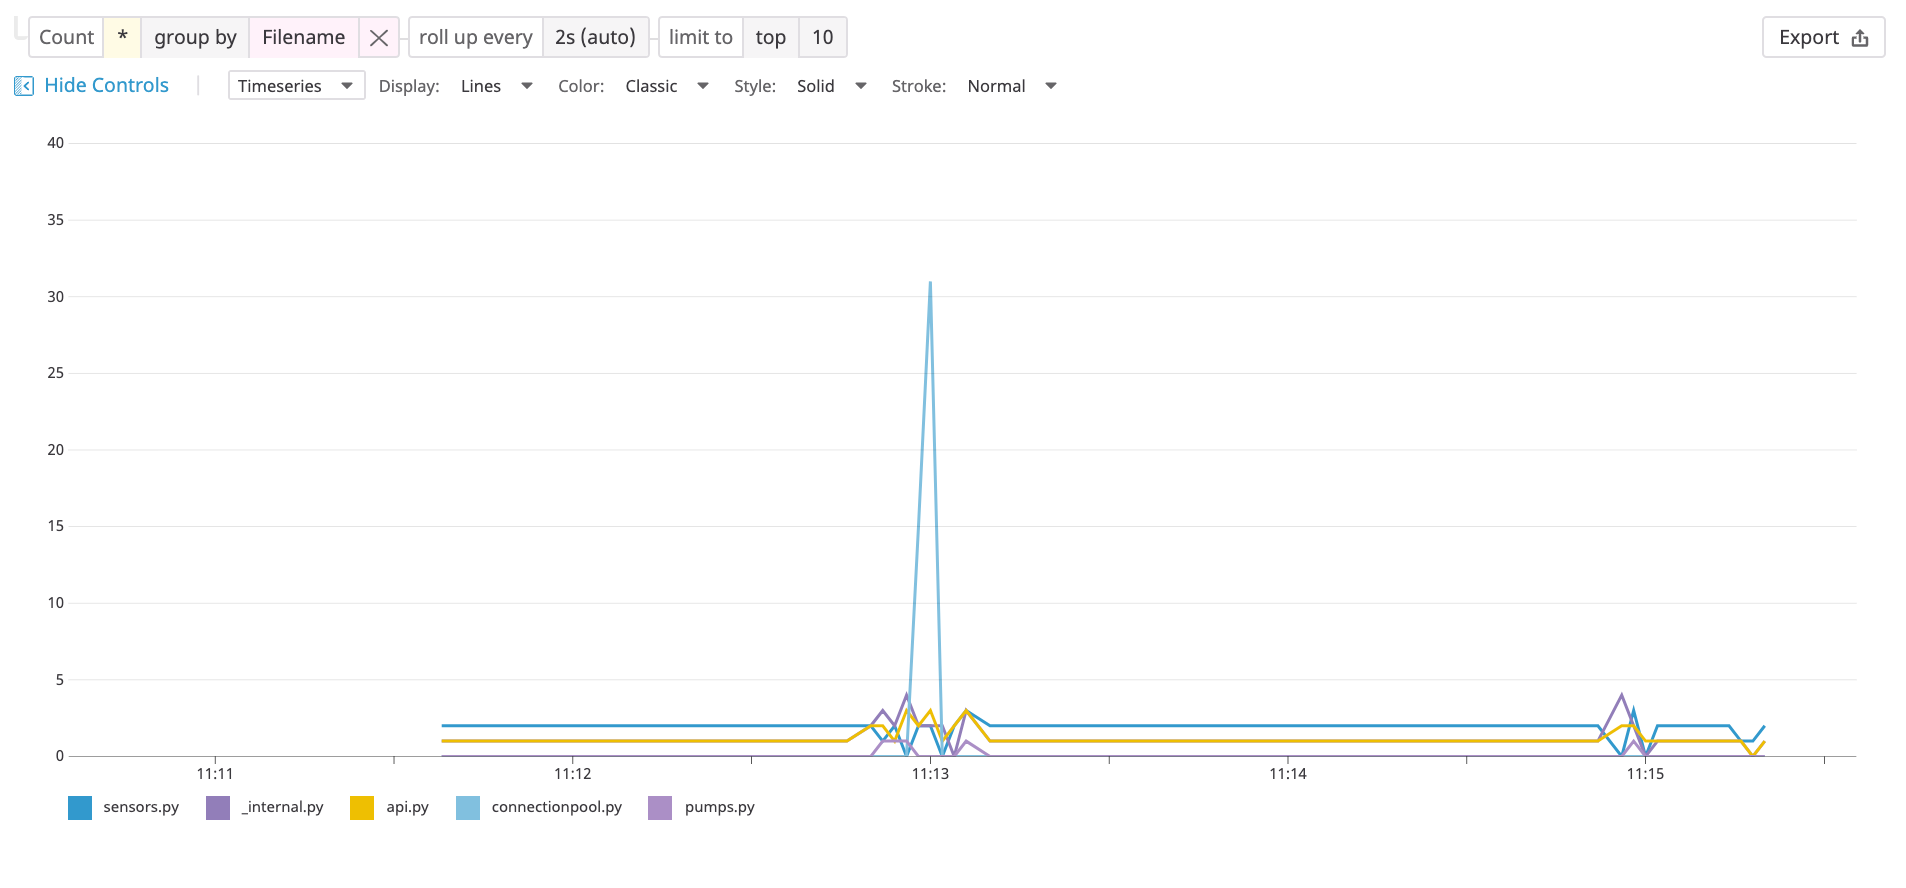 Count * group by Filename roll up every 2s (auto) limit to top 10 Export
Hide Controls Timeseries Display: Lines Color: Classic Style: Solid Stroke: Normal
40
35
30
25
20
15
10
5
0
11:11 11:12 11:13 11:14 11:15
sensors.py _internal.py api.py connectionpool.py pumps.py